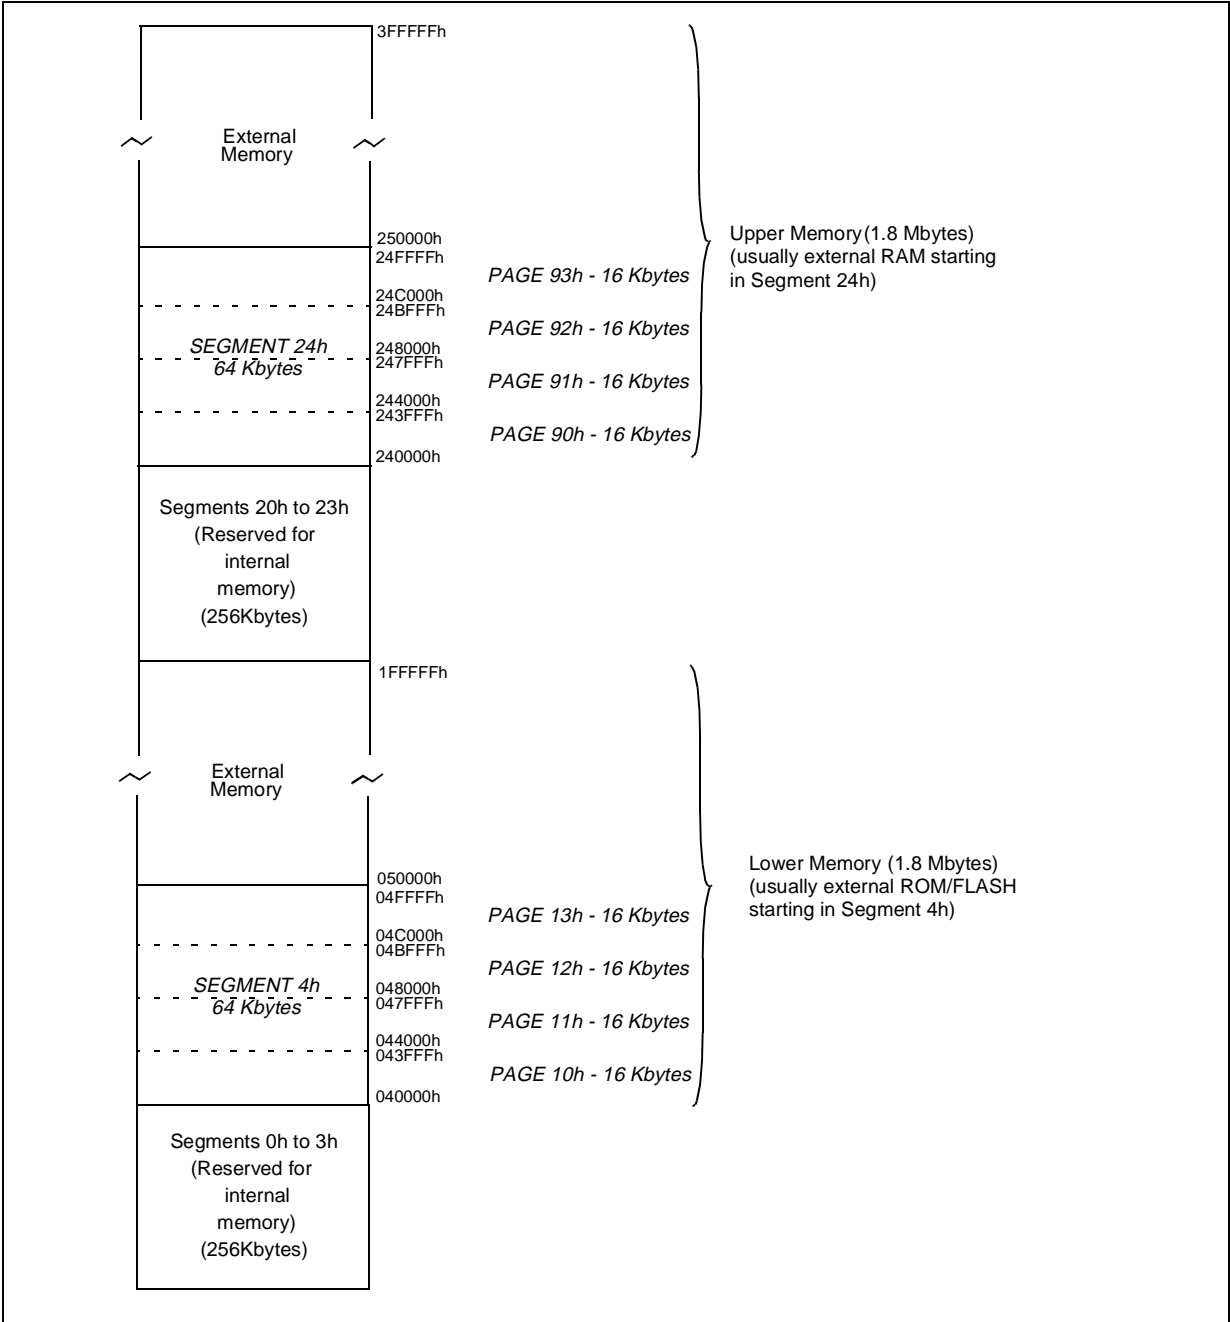 3FFFFFh
External
Memory
250000h
24FFFFh
PAGE 93h - 16 Kbytes
24C000h
24BFFFh
PAGE 92h - 16 Kbytes
SEGMENT 24h
64 Kbytes
248000h
247FFFh
PAGE 91h - 16 Kbytes
244000h
243FFFh
PAGE 90h - 16 Kbytes
240000h
Upper Memory (1.8 Mbytes)
(usually external RAM starting
in Segment 24h)
Segments 20h to 23h
(Reserved for
internal
memory)
(256Kbytes)
1FFFFFh
External
Memory
050000h
04FFFFh
PAGE 13h - 16 Kbytes
04C000h
04BFFFh
PAGE 12h - 16 Kbytes
SEGMENT 4h
64 Kbytes
048000h
047FFFh
PAGE 11h - 16 Kbytes
044000h
043FFFh
PAGE 10h - 16 Kbytes
040000h
Lower Memory (1.8 Mbytes)
(usually external ROM/FLASH
starting in Segment 4h)
Segments 0h to 3h
(Reserved for
internal
memory)
(256Kbytes)